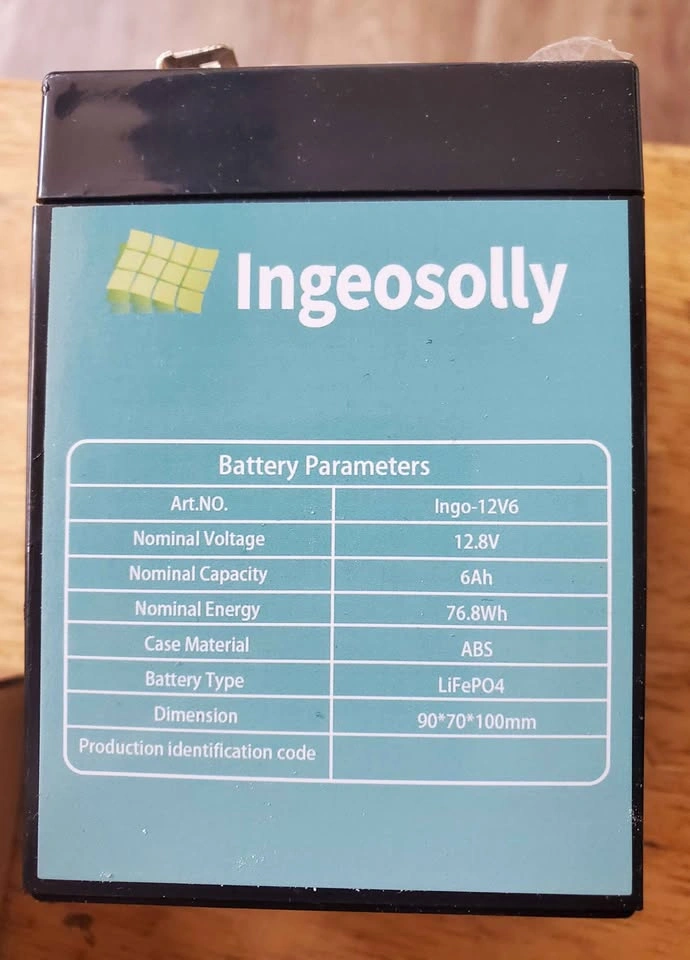 Ingeosolly
Battery Parameters
Art.NO. Ingo-12V6
Nominal Voltage 12.8V
Nominal Capacity 6Ah
Nominal Energy 76.8Wh
Case Material ABS
Battery Type LiFePO4
Dimension 90*70*100mm
Production identification code